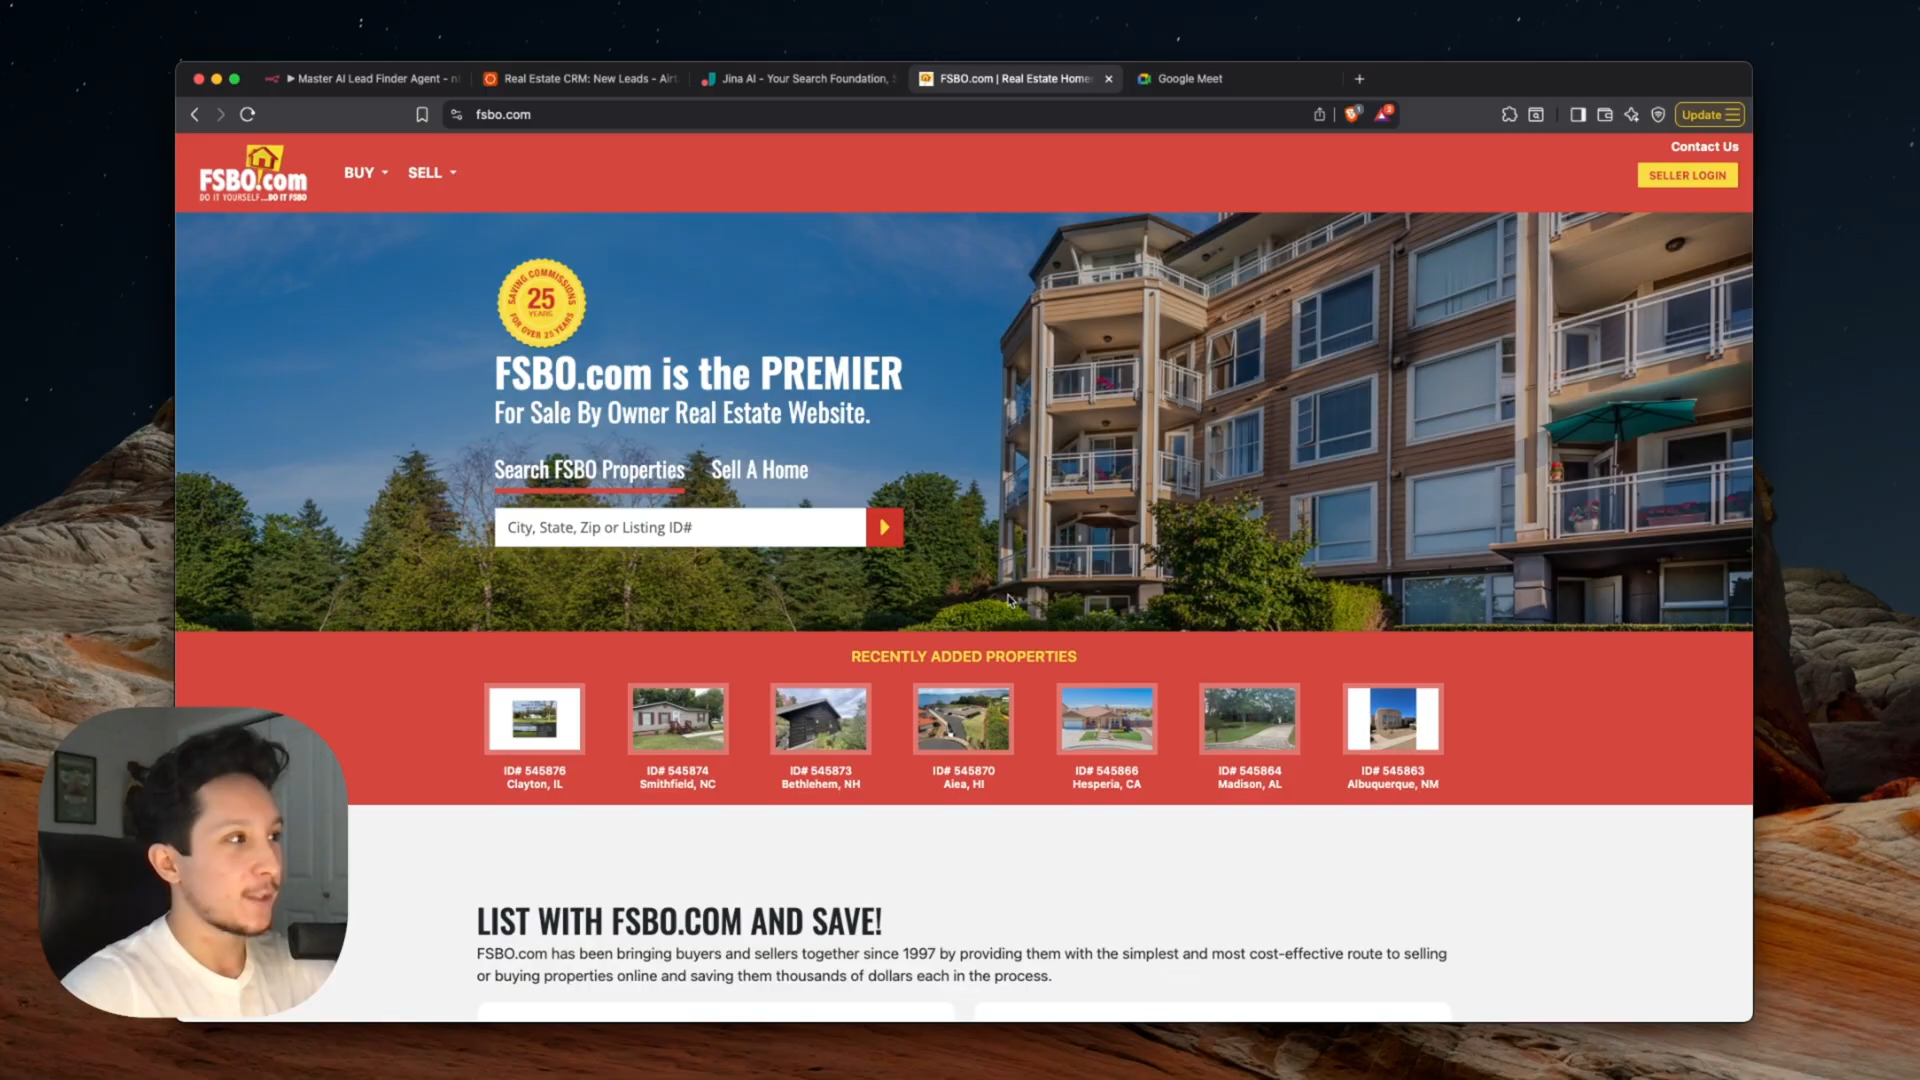 ▶ Master AI Lead Finder Agent - n
Real Estate CRM: New Leads - Airt
Jina AI - Your Search Foundation,
FSBO.com | Real Estate Home
Google Meet
fsbo.com
Update
Contact Us
FSBO.com
DO IT YOURSELF...DO IT FSBO
BUY
SELL
SELLER LOGIN
SAVING COMMISSIONS
25
YEARS
FOR OVER 25 YEARS
FSBO.com is the PREMIER
For Sale By Owner Real Estate Website.
Search FSBO Properties
Sell A Home
City, State, Zip or Listing ID#
RECENTLY ADDED PROPERTIES
ID# 545876
Clayton, IL
ID# 545874
Smithfield, NC
ID# 545873
Bethlehem, NH
ID# 545870
Aiea, HI
ID# 545866
Hesperia, CA
ID# 545864
Madison, AL
ID# 545863
Albuquerque, NM
LIST WITH FSBO.COM AND SAVE!
FSBO.com has been bringing buyers and sellers together since 1997 by providing them with the simplest and most cost-effective route to selling
or buying properties online and saving them thousands of dollars each in the process.